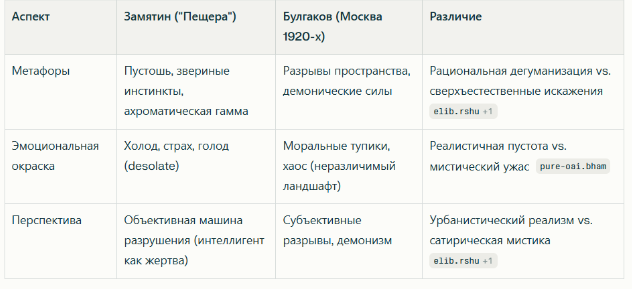 Аспект
Замятин ("Пещера")
Булгаков (Москва
1920-х)
Различие
Метафоры
Пустошь, звериные
инстинкты,
ахроматическая гамма
Разрывы пространства,
демонические силы
Рациональная дегуманизация vs.
сверхъестественные искажения
elib.rshu +1
Эмоциональная
окраска
Холод, страх, голод
(desolate)
Моральные тупики,
хаос (неразличимый
ландшафт)
Реалистичная пустота vs.
мистический ужас pure-oai.bham
Перспектива
Объективная машина
разрушения (интеллигент
как жертва)
Субъективные
разрывы, демонизм
Урбанистический реализм vs.
сатирическая мистика
elib.rshu +1